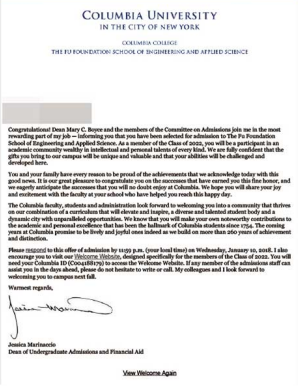 COLUMBIA UNIVERSITY
IN THE CITY OF NEW YORK
COLUMBIA COLLEGE
THE FU FOUNDATION SCHOOL OF ENGINEERING AND APPLIED SCIENCE
Congratulations! Dean Mary C. Boyce and the members of the Committee on Admissions join me in the most
rewarding part of my job — informing you that you have been selected for admission to The Fu Foundation
School of Engineering and Applied Science. As a member of the Class of 2022, you will be a participant in an
academic community wealthy in intellectual and personal talents of every kind. We are fully confident that the
gifts you bring to our campus will be unique and valuable and that your abilities will be challenged and
developed here.
You and your family have every reason to be proud of the achievements that we acknowledge today with this
good news. It is our great pleasure to congratulate you on the successes that have earned you this fine honor, and
we eagerly anticipate the successes that you will no doubt enjoy at Columbia. We hope you will share your joy
and excitement with the faculty at your school who have helped you reach this happy day.
The Columbia faculty, students and administration look forward to welcoming you into a community that thrives
on our combination of a curriculum that will elevate and inspire, a diverse and talented student body and a
dynamic city with unparalleled opportunities. We know that you will make your own noteworthy contributions to
the academic and personal excellence that has been the hallmark of Columbia students since 1754. The coming
years at Columbia promise to be lively and joyful ones indeed as we build on more than 260 years of achievement
and distinction.
Please respond to this offer of admission by 11:59 p.m. (your local time) on Wednesday, January 10, 2018. I also
encourage you to visit our Welcome Website, designed specifically for the members of the Class of 2022. You will
need your Columbia ID (C004188179) to access the Welcome Website. If any member of the admissions staff can
assist you in the days ahead, please do not hesitate to write or call. My colleagues and I look forward to
welcoming you to campus next fall.
Warmest regards,
Jessica Marinaccio
Dean of Undergraduate Admissions and Financial Aid
View Welcome Again